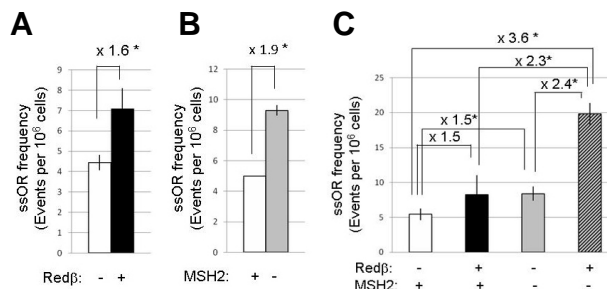 A
x 1.6 *
ssOR frequency
(Events per 10⁶ cells)
9
8
7
6
5
4
3
2
1
0
Redβ: - +
B
x 1.9 *
ssOR frequency
(Events per 10⁶ cells)
12
10
8
6
4
2
0
MSH2: + -
C
x 3.6 *
x 2.3*
x 2.4*
x 1.5*
x 1.5
ssOR frequency
(Events per 10⁶ cells)
25
20
15
10
5
0
Redβ: - + - +
MSH2: + + - -